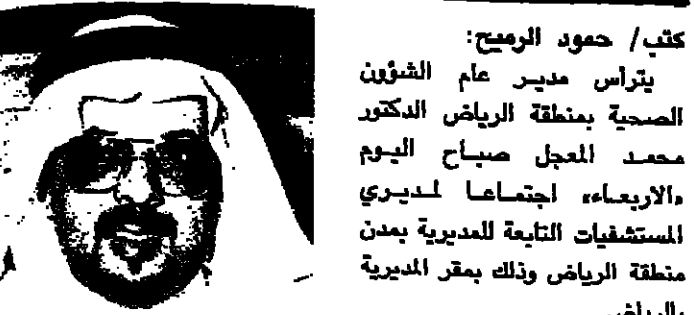 كتب/ حمود الرميح:
يترأس مدير عام الشؤون
الصحية بمنطقة الرياض الدكتور
محمد المعجل صباح اليوم
«الاربعاء» اجتماعا لمديري
المستشفيات التابعة للمديرية بمدن
منطقة الرياض وذلك بمقر المديرية
بالرياض